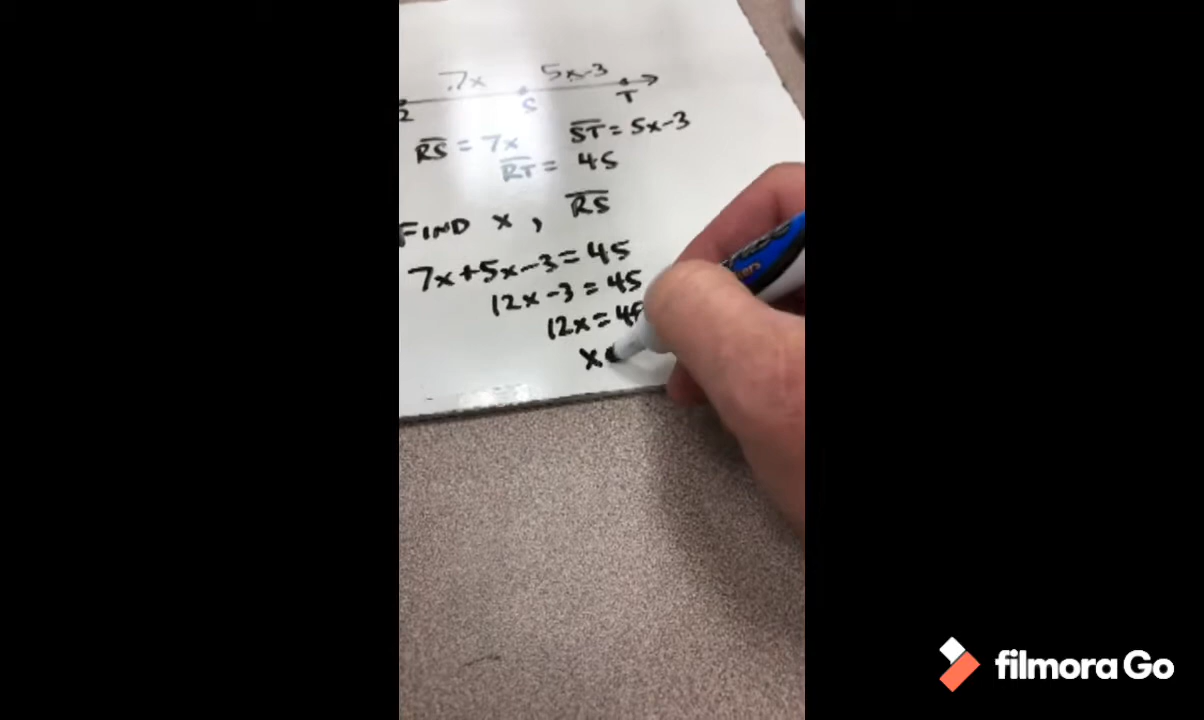 7x 5x-3
S T
RS = 7x ST = 5x-3
RT = 45
FIND x , RS
7x+5x-3=45
12x-3=45
12x=
x
filmora Go